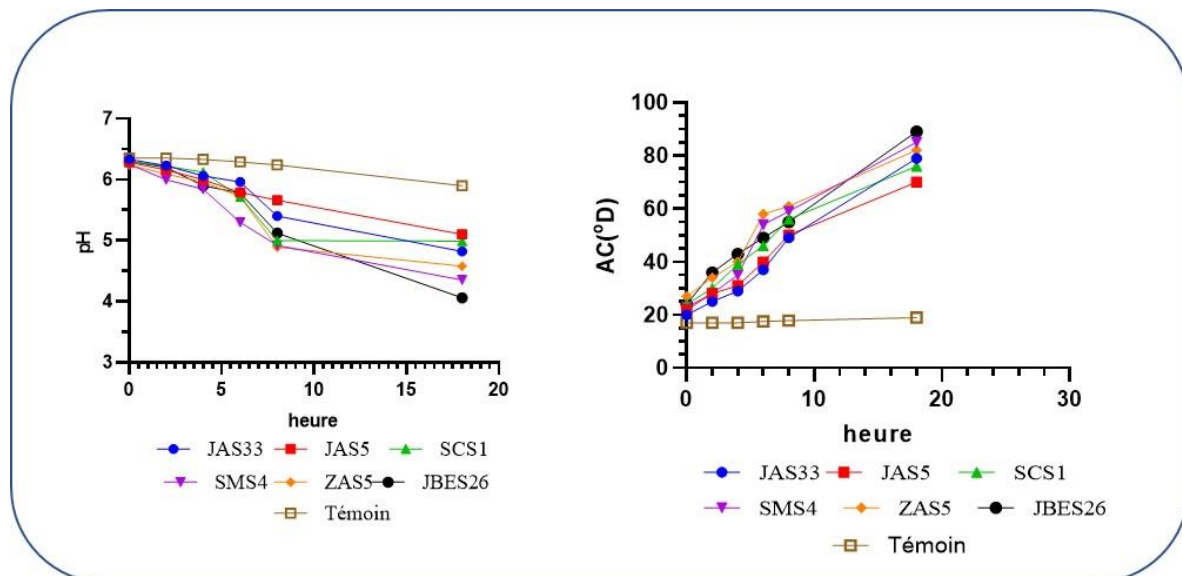 7
6
5
4
3
pH
0 5 10 15 20
heure
JAS33 JAS5 SCS1
SMS4 ZAS5 JBES26
Témoin
100
80
60
40
20
0
AC(⁰D)
0 10 20 30
heure
JAS33 JAS5 SCS1
SMS4 ZAS5 JBES26
Témoin